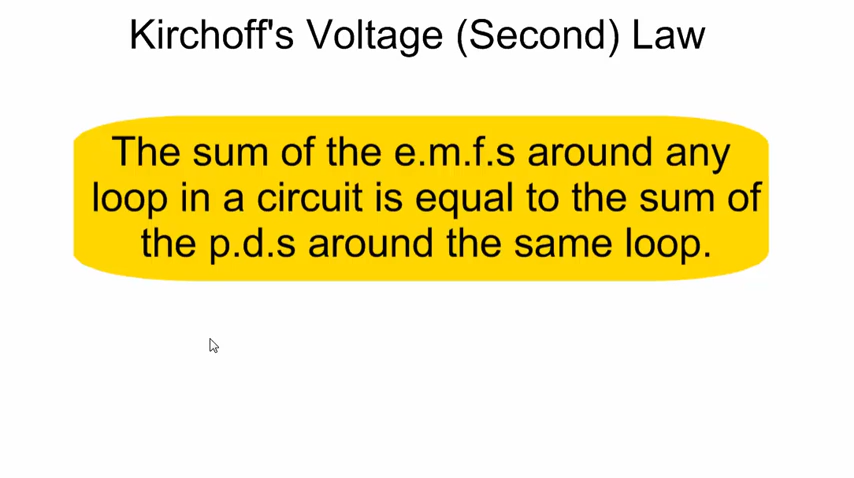 Kirchoff's Voltage (Second) Law
The sum of the e.m.f.s around any
loop in a circuit is equal to the sum of
the p.d.s around the same loop.